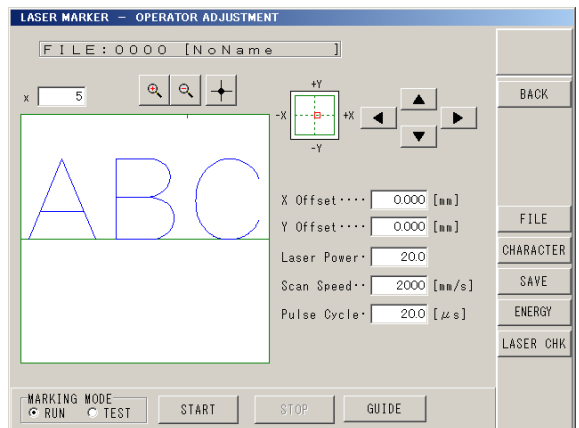 LASER MARKER － OPERATOR ADJUSTMENT
FILE:0000 [NoName ]
x 5
+Y
-X +X
-Y
BACK
ABC
X Offset････ 0.000 [mm]
Y Offset････ 0.000 [mm]
Laser Power･ 20.0
Scan Speed･･ 2000 [mm/s]
Pulse Cycle･ 20.0 [μs]
FILE
CHARACTER
SAVE
ENERGY
LASER CHK
MARKING MODE
RUN TEST
START
STOP
GUIDE